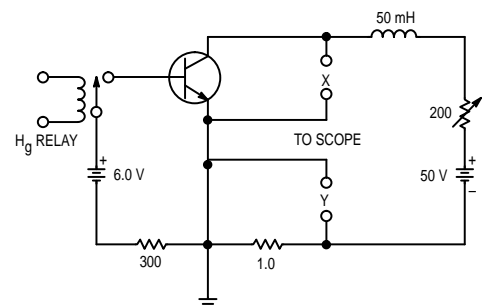 50 mH
X
200
TO SCOPE
Hg RELAY
+
6.0 V
Y
+
50 V
–
300
1.0